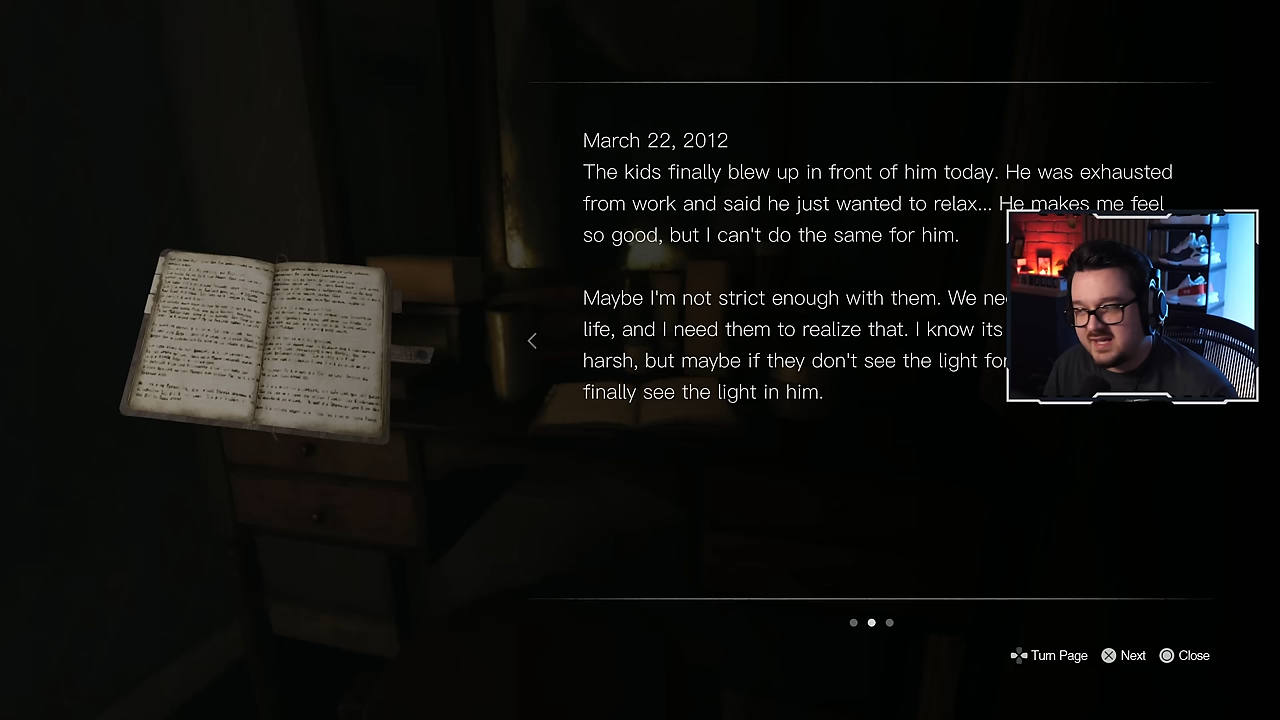 March 22, 2012
The kids finally blew up in front of him today. He was exhausted
from work and said he just wanted to relax... He makes me feel
so good, but I can't do the same for him.
Maybe I'm not strict enough with them. We
life, and I need them to realize that. I know its
harsh, but maybe if they don't see the light
finally see the light in him.
Turn Page Next Close